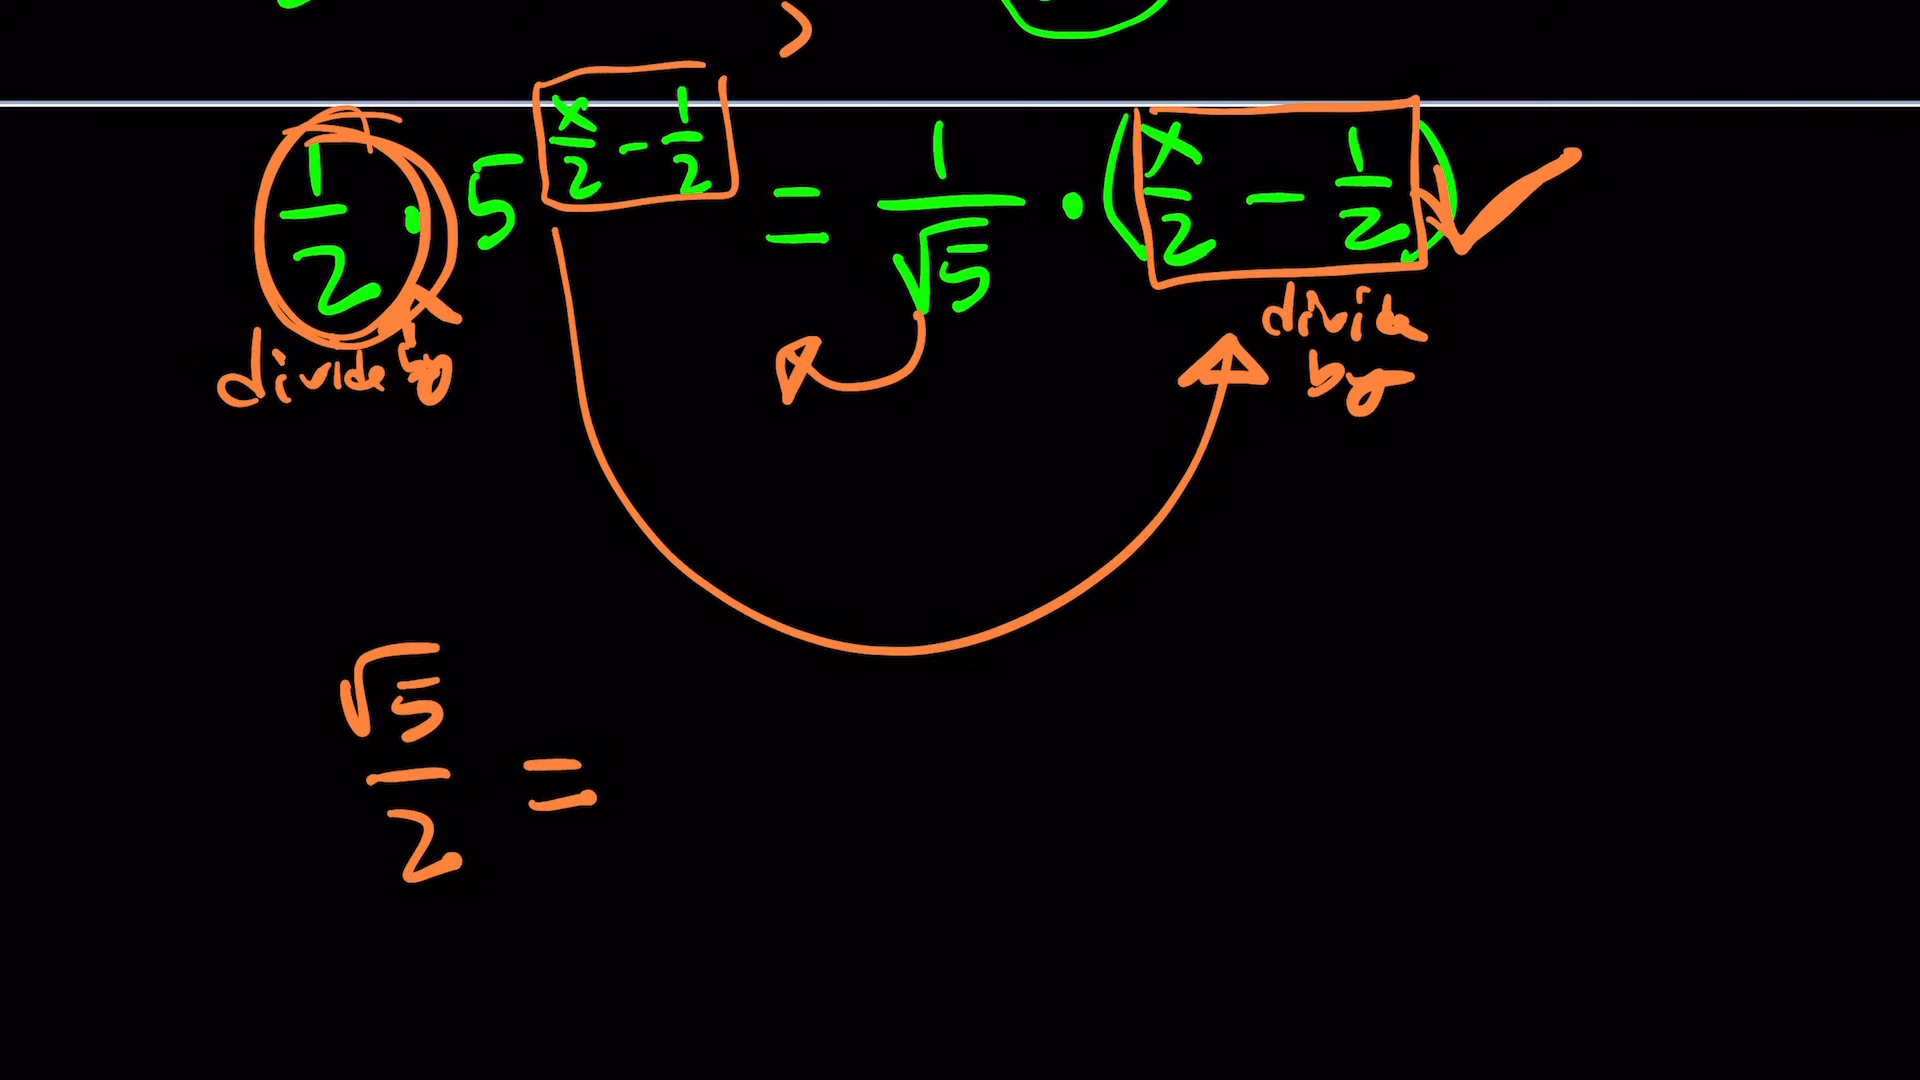 1/2 · 5^(x/2 - 1/2) = 1/√5 · (x/2 - 1/2)
divide by
divide by
√5/2 =